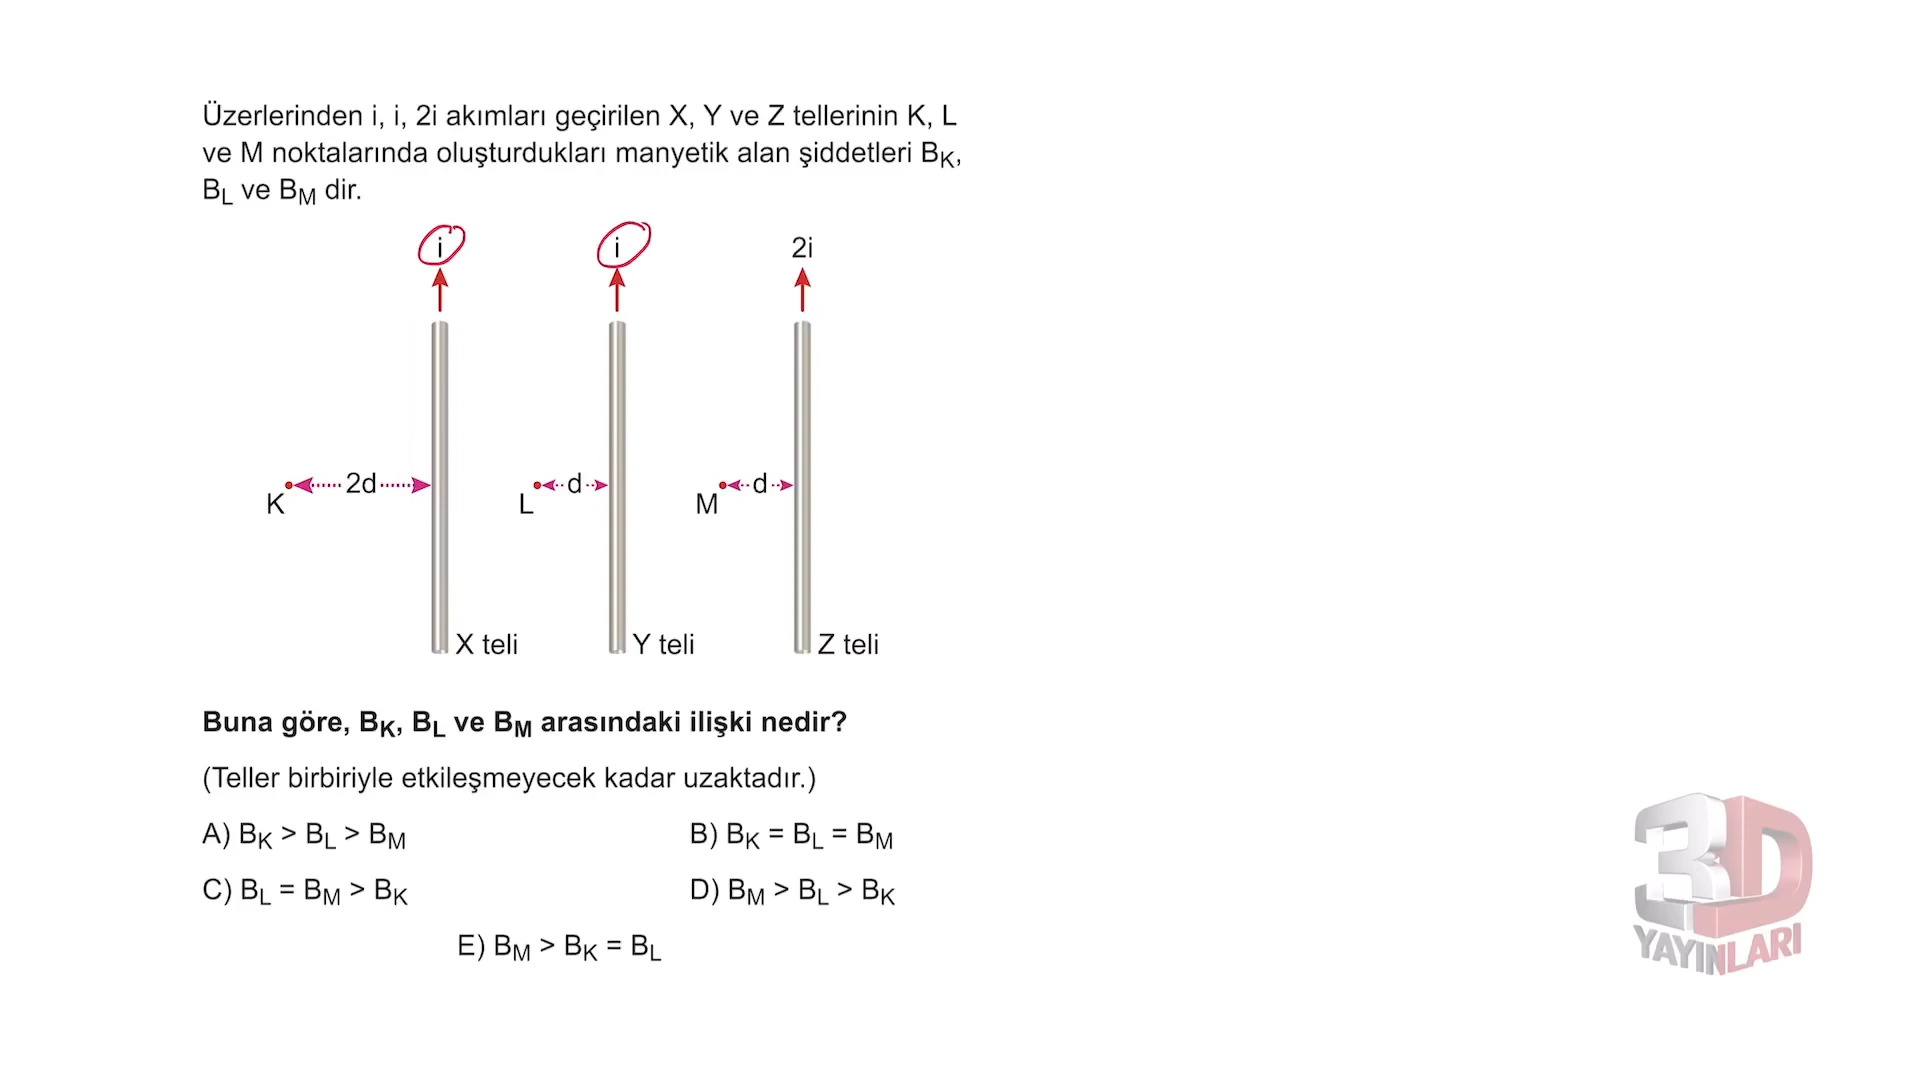 Üzerlerinden i, i, 2i akımları geçirilen X, Y ve Z tellerinin K, L
ve M noktalarında oluşturdukları manyetik alan şiddetleri BK,
BL ve BM dir.
i i 2i
K 2d L d M d
X teli Y teli Z teli
Buna göre, BK, BL ve BM arasındaki ilişki nedir?
(Teller birbiriyle etkileşmeyecek kadar uzaktadır.)
A) BK > BL > BM B) BK = BL = BM
C) BL = BM > BK D) BM > BL > BK
E) BM > BK = BL
3D
YAYINLARI